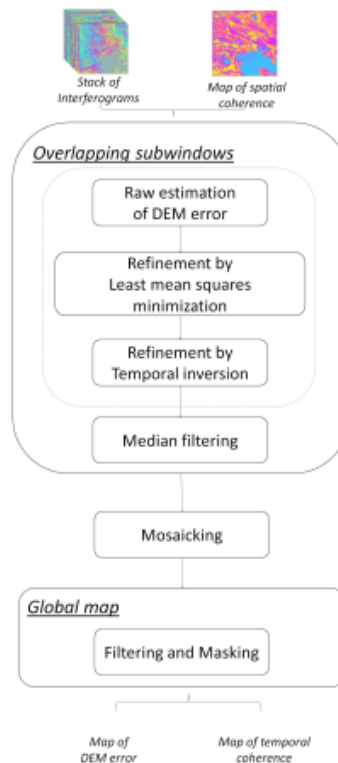 Stack of
Interferograms
Map of spatial
coherence
Overlapping subwindows
Raw estimation
of DEM error
Refinement by
Least mean squares
minimization
Refinement by
Temporal inversion
Median filtering
Mosaicking
Global map
Filtering and Masking
Map of
DEM error
Map of temporal
coherence